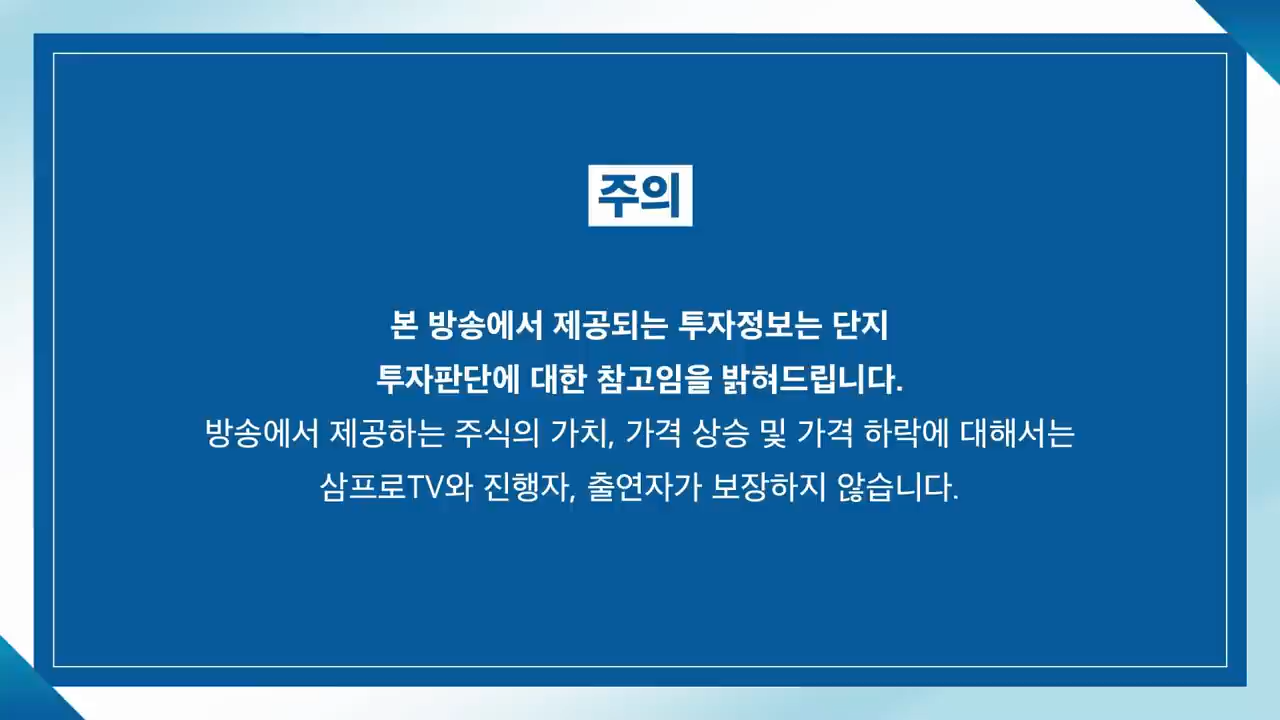 주의
본 방송에서 제공되는 투자정보는 단지
투자판단에 대한 참고임을 밝혀드립니다.
방송에서 제공하는 주식의 가치, 가격 상승 및 가격 하락에 대해서는
삼프로TV와 진행자, 출연자가 보장하지 않습니다.